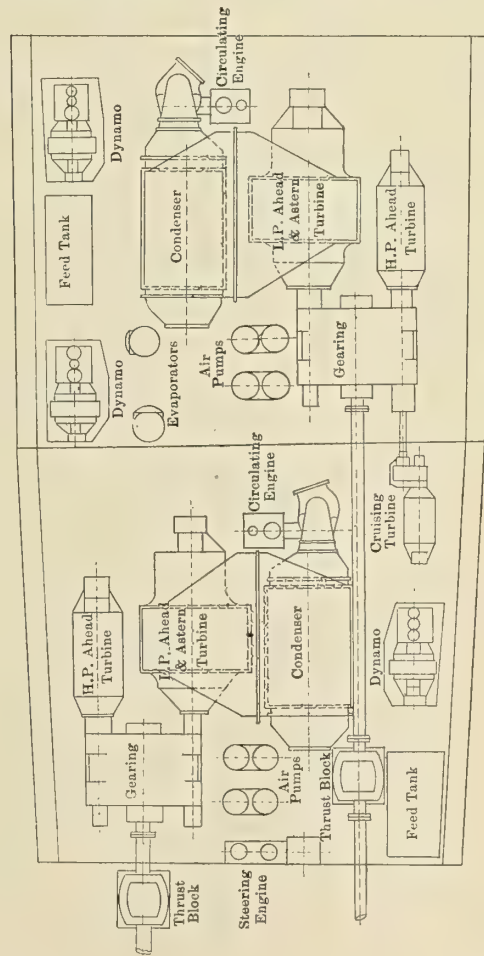 Dynamo
Feed Tank
Dynamo
Circulating
Engine
Condenser
Evaporators
L.P. Ahead
& Astern
Turbine
Air
Pumps
H.P. Ahead
Turbine
Gearing
Cruising
Turbine
Circulating
Engine
H.P. Ahead
Turbine
L.P. Ahead
& Astern
Turbine
Condenser
Dynamo
Gearing
Air
Pumps
Thrust Block
Feed Tank
Thrust
Block
Steering
Engine